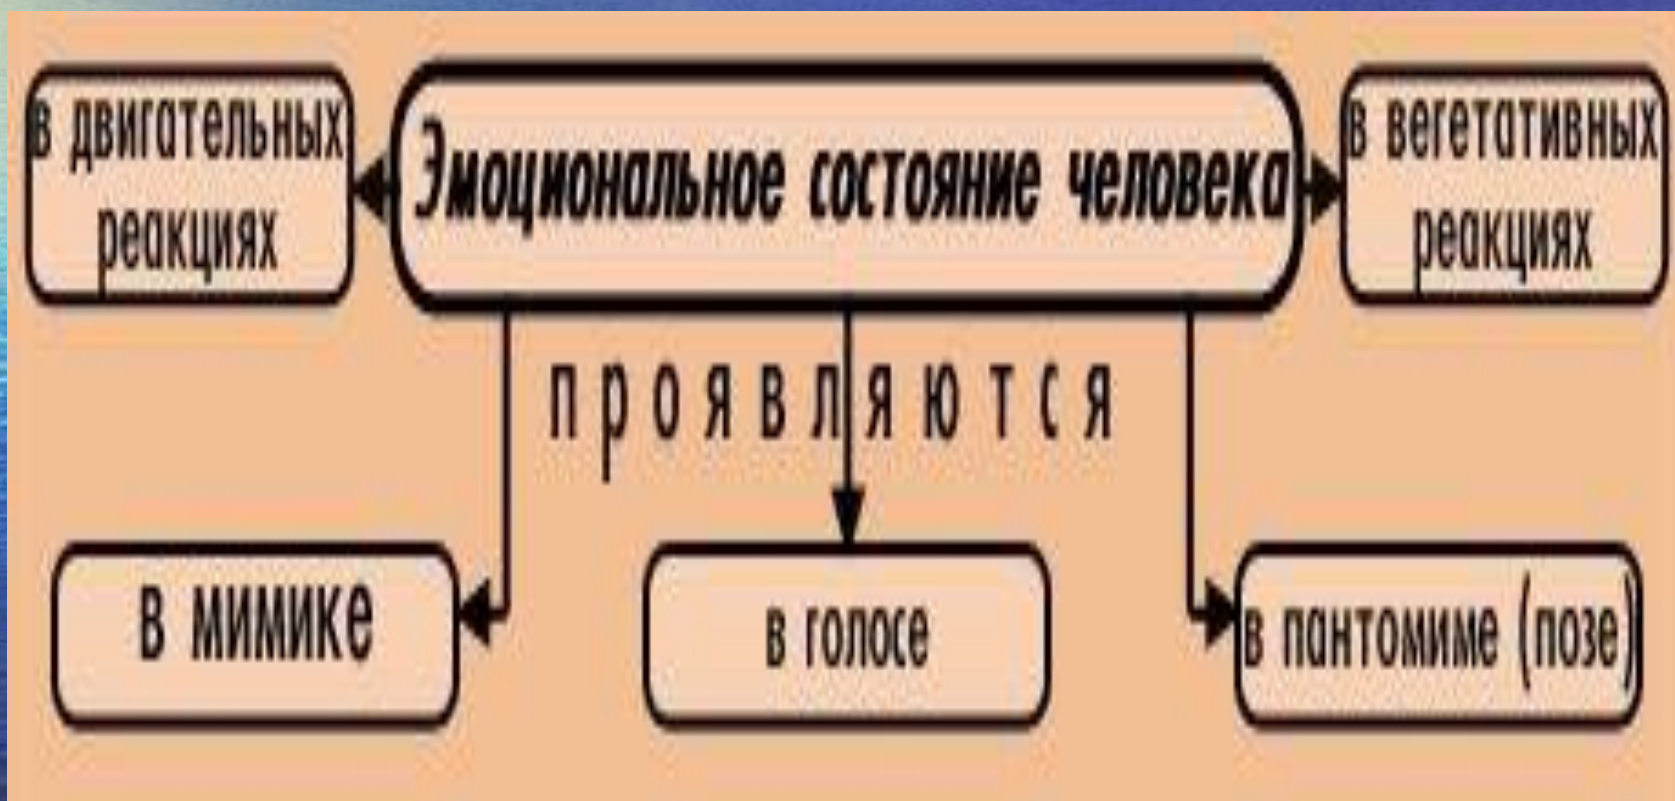 в двигательных
реакциях
Эмоциональное состояние человека
в вегетативных
реакциях
проявляются
в мимике
в голосе
в пантомиме (позе)